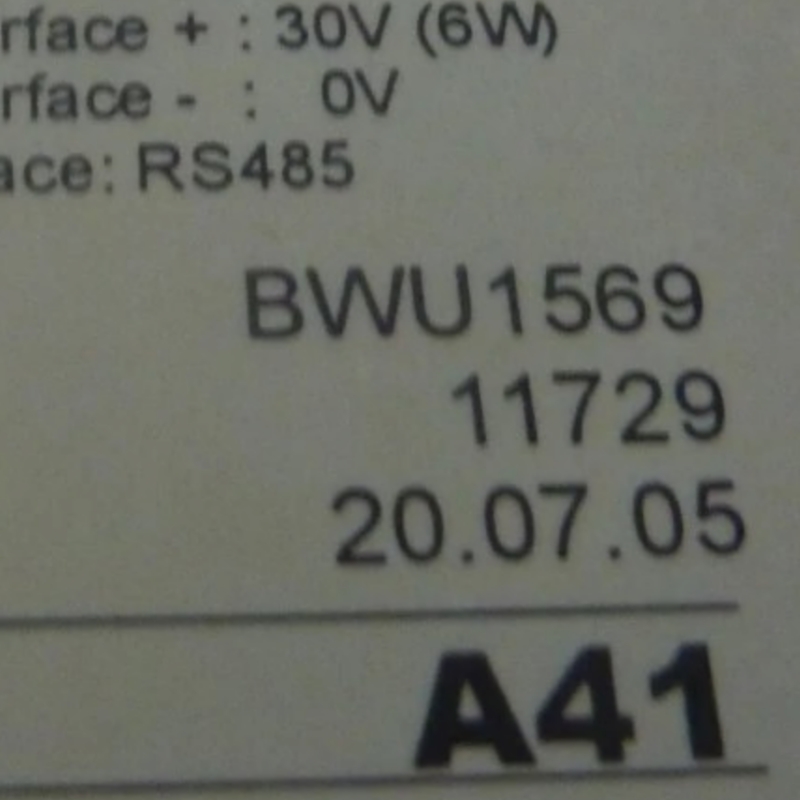 rface + : 30V (6W)
rface - : 0V
ace: RS485
BWU1569
11729
20.07.05
A41